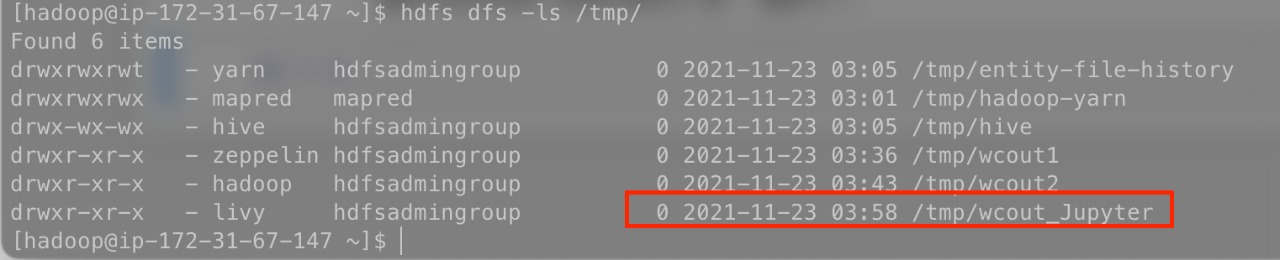 [hadoop@ip-172-31-67-147 ~]$ hdfs dfs -ls /tmp/
Found 6 items
drwxrwxrwt   - yarn     hdfsadmingroup          0 2021-11-23 03:05 /tmp/entity-file-history
drwxrwxrwx   - mapred   mapred                  0 2021-11-23 03:01 /tmp/hadoop-yarn
drwx-wx-wx   - hive     hdfsadmingroup          0 2021-11-23 03:05 /tmp/hive
drwxr-xr-x   - zeppelin hdfsadmingroup          0 2021-11-23 03:36 /tmp/wcout1
drwxr-xr-x   - hadoop   hdfsadmingroup          0 2021-11-23 03:43 /tmp/wcout2
drwxr-xr-x   - livy     hdfsadmingroup          0 2021-11-23 03:58 /tmp/wcout_Jupyter
[hadoop@ip-172-31-67-147 ~]$